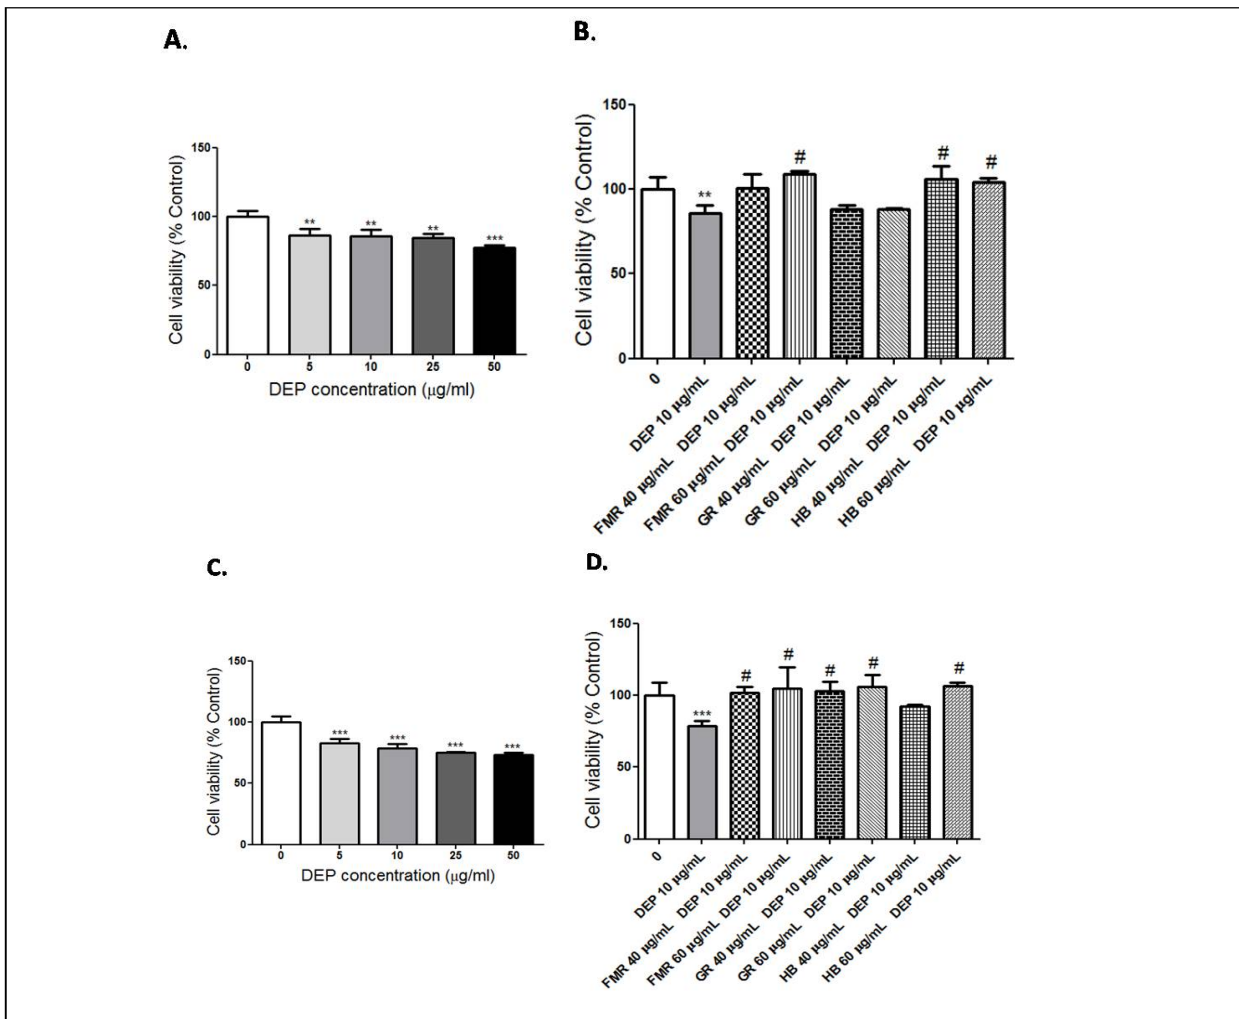 A.
Cell viability (% Control)
150
100
50
0
**
**
**
***
0 5 10 25 50
DEP concentration (μg/ml)
B.
Cell viability (% Control)
150
100
50
0
**
#
#
#
0
DEP 10 μg/mL
FMR 40 μg/mL DEP 10 μg/mL
FMR 60 μg/mL DEP 10 μg/mL
GR 40 μg/mL DEP 10 μg/mL
GR 60 μg/mL DEP 10 μg/mL
HB 40 μg/mL DEP 10 μg/mL
HB 60 μg/mL DEP 10 μg/mL
C.
Cell viability (% Control)
150
100
50
0
***
***
***
***
0 5 10 25 50
DEP concentration (μg/ml)
D.
Cell viability (% Control)
150
100
50
0
***
#
#
#
#
#
0
DEP 10 μg/mL
FMR 40 μg/mL DEP 10 μg/mL
FMR 60 μg/mL DEP 10 μg/mL
GR 40 μg/mL DEP 10 μg/mL
GR 60 μg/mL DEP 10 μg/mL
HB 40 μg/mL DEP 10 μg/mL
HB 60 μg/mL DEP 10 μg/mL